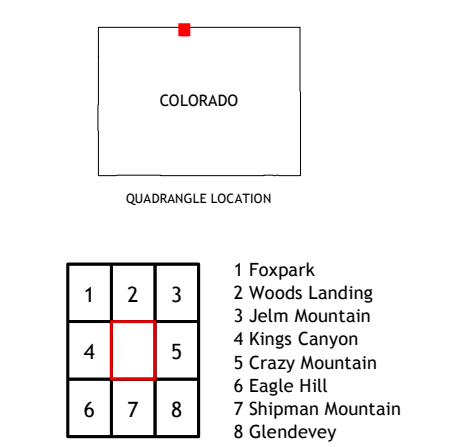 COLORADO
QUADRANGLE LOCATION
1 2 3
4 5
6 7 8
1 Foxpark
2 Woods Landing
3 Jelm Mountain
4 Kings Canyon
5 Crazy Mountain
6 Eagle Hill
7 Shipman Mountain
8 Glendevey